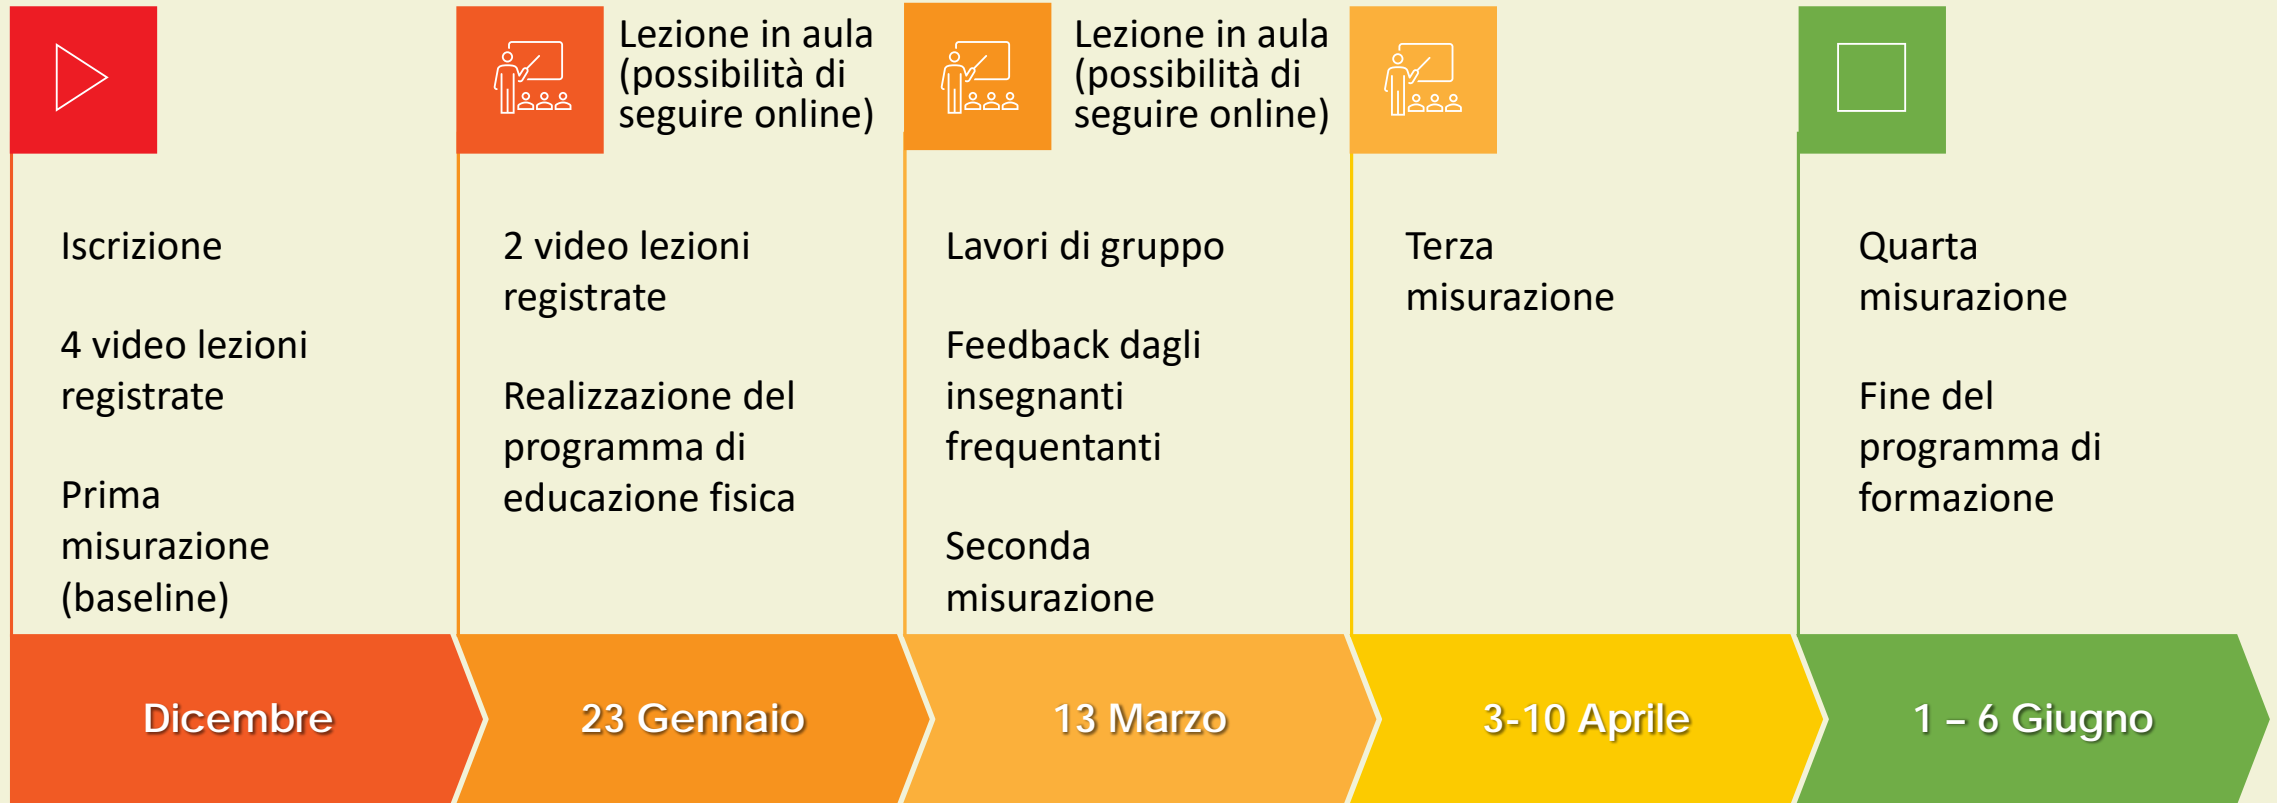 Lezione in aula
(possibilità di
seguire online)
Lezione in aula
(possibilità di
seguire online)
Iscrizione
4 video lezioni
registrate
Prima
misurazione
(baseline)
2 video lezioni
registrate
Realizzazione del
programma di
educazione fisica
Lavori di gruppo
Feedback dagli
insegnanti
frequentanti
Seconda
misurazione
Terza
misurazione
Quarta
misurazione
Fine del
programma di
formazione
Dicembre
23 Gennaio
13 Marzo
3-10 Aprile
1 – 6 Giugno